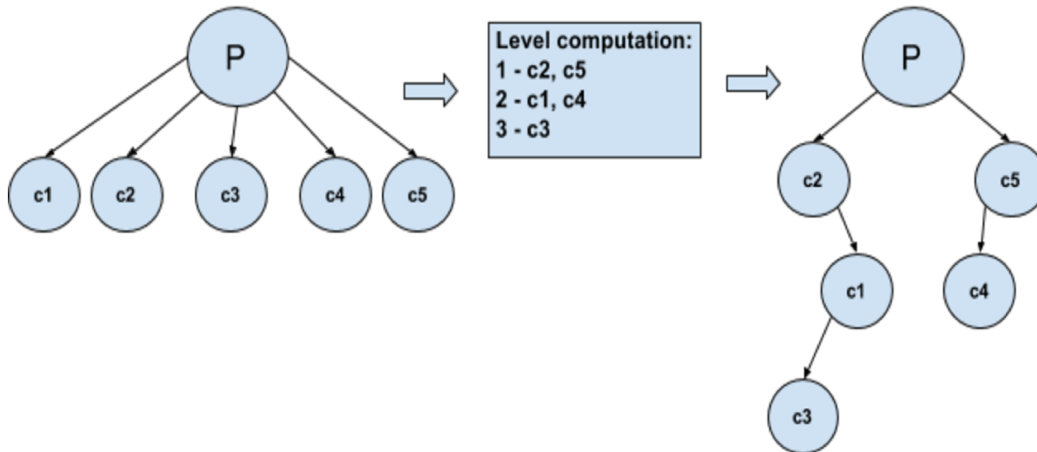 P
c1
c2
c3
c4
c5
Level computation:
1 - c2, c5
2 - c1, c4
3 - c3
P
c2
c5
c1
c4
c3